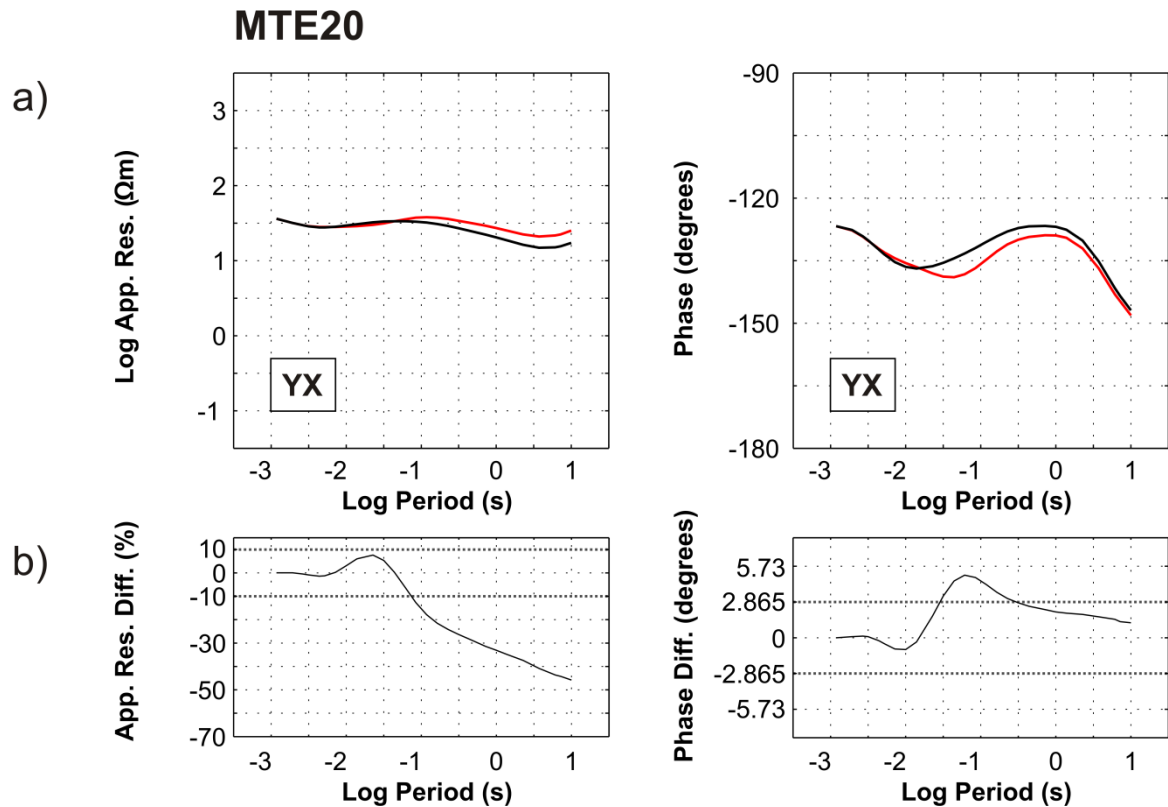 MTE20
a)
Log App. Res. (Ωm)
3
2
1
0
-1
YX
-3 -2 -1 0 1
Log Period (s)
Phase (degrees)
-90
-120
-150
-180
YX
-3 -2 -1 0 1
Log Period (s)
b)
App. Res. Diff. (%)
10
0
-10
-30
-50
-70
-3 -2 -1 0 1
Log Period (s)
Phase Diff. (degrees)
5.73
2.865
0
-2.865
-5.73
-3 -2 -1 0 1
Log Period (s)